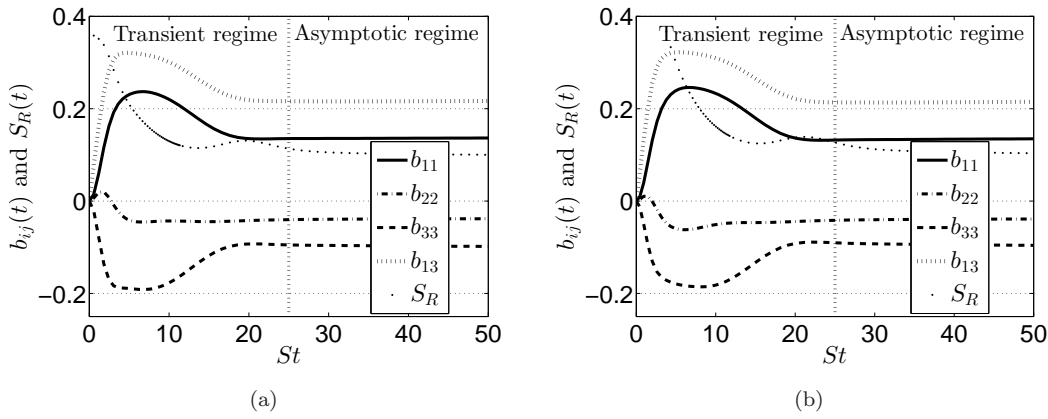 0.4
0.2
0
−0.2
b_{ij}(t) and S_R(t)
Transient regime
Asymptotic regime
b_{11}
b_{22}
b_{33}
b_{13}
S_R
0 10 20 30 40 50
St
(a)
0.4
0.2
0
−0.2
b_{ij}(t) and S_R(t)
Transient regime
Asymptotic regime
b_{11}
b_{22}
b_{33}
b_{13}
S_R
0 10 20 30 40 50
St
(b)